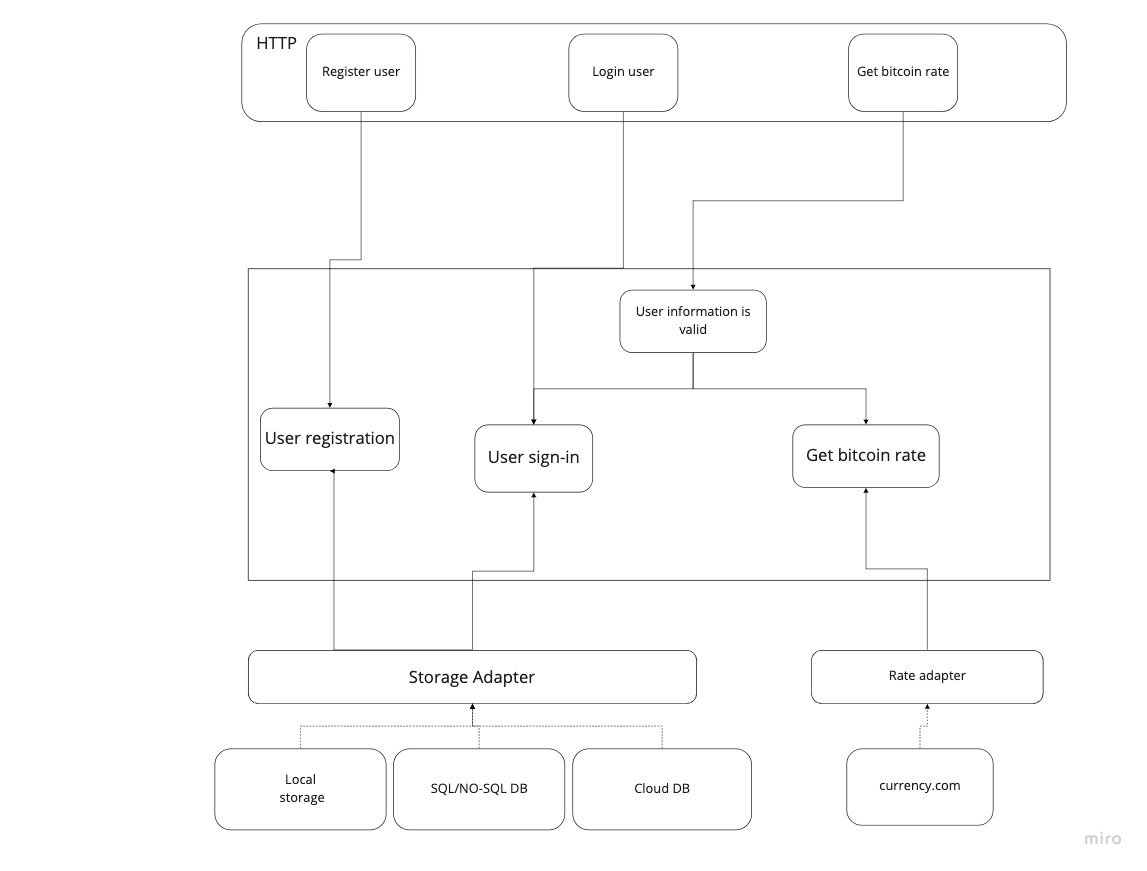 HTTP
Register user
Login user
Get bitcoin rate
User information is
valid
User registration
User sign-in
Get bitcoin rate
Storage Adapter
Rate adapter
Local
storage
SQL/NO-SQL DB
Cloud DB
currency.com
miro